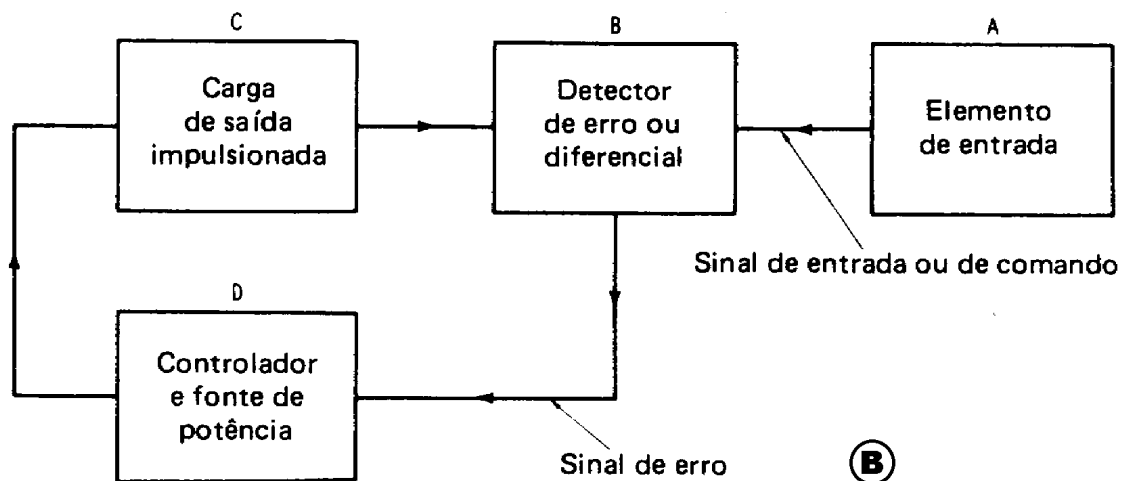 C
B
A
Carga
de saída
impulsionada
Detector
de erro ou
diferencial
Elemento
de entrada
Sinal de entrada ou de comando
D
Controlador
e fonte de
potência
Sinal de erro
B